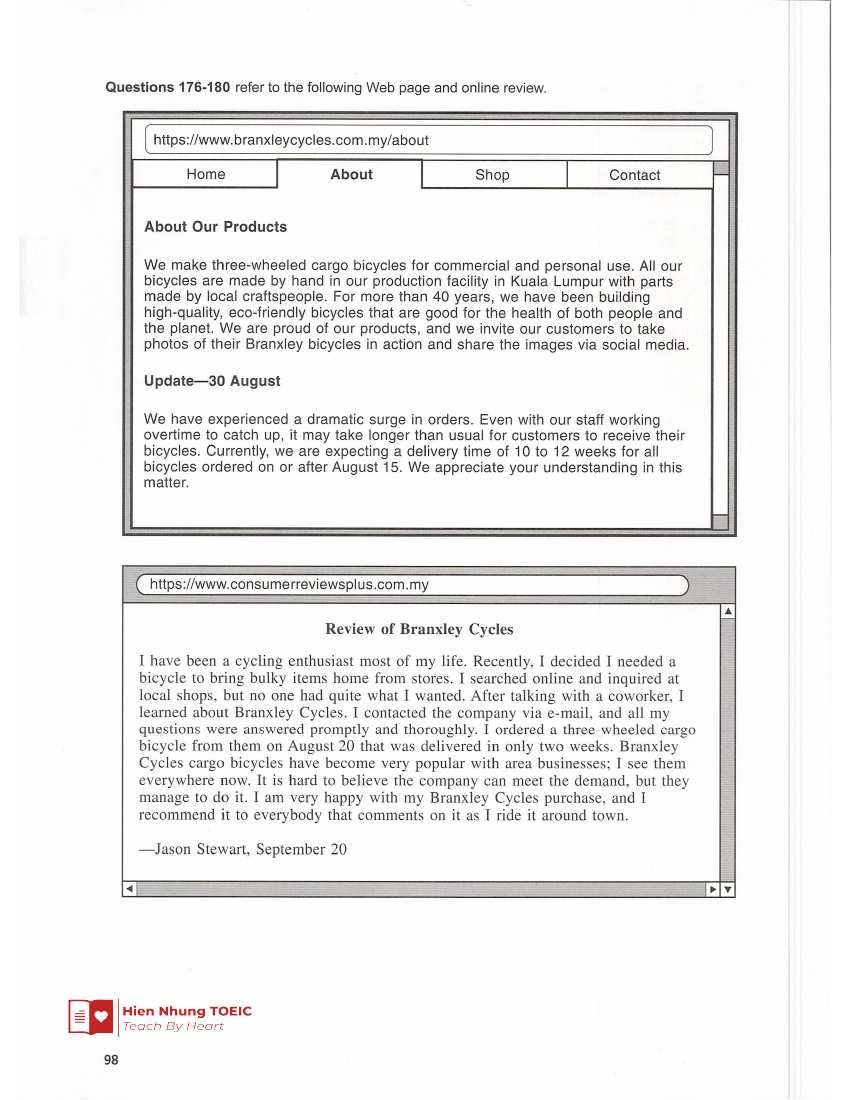 Questions 176-180 refer to the following Web page and online review.
https://www.branxleycycles.com.my/about
Home About Shop Contact
About Our Products
We make three-wheeled cargo bicycles for commercial and personal use. All our
bicycles are made by hand in our production facility in Kuala Lumpur with parts
made by local craftspeople. For more than 40 years, we have been building
high-quality, eco-friendly bicycles that are good for the health of both people and
the planet. We are proud of our products, and we invite our customers to take
photos of their Branxley bicycles in action and share the images via social media.
Update—30 August
We have experienced a dramatic surge in orders. Even with our staff working
overtime to catch up, it may take longer than usual for customers to receive their
bicycles. Currently, we are expecting a delivery time of 10 to 12 weeks for all
bicycles ordered on or after August 15. We appreciate your understanding in this
matter.
https://www.consumerreviewsplus.com.my
Review of Branxley Cycles
I have been a cycling enthusiast most of my life. Recently, I decided I needed a
bicycle to bring bulky items home from stores. I searched online and inquired at
local shops, but no one had quite what I wanted. After talking with a coworker, I
learned about Branxley Cycles. I contacted the company via e-mail, and all my
questions were answered promptly and thoroughly. I ordered a three-wheeled cargo
bicycle from them on August 20 that was delivered in only two weeks. Branxley
Cycles cargo bicycles have become very popular with area businesses; I see them
everywhere now. It is hard to believe the company can meet the demand, but they
manage to do it. I am very happy with my Branxley Cycles purchase, and I
recommend it to everybody that comments on it as I ride it around town.
—Jason Stewart, September 20
Hien Nhung TOEIC
Teach By Heart
98